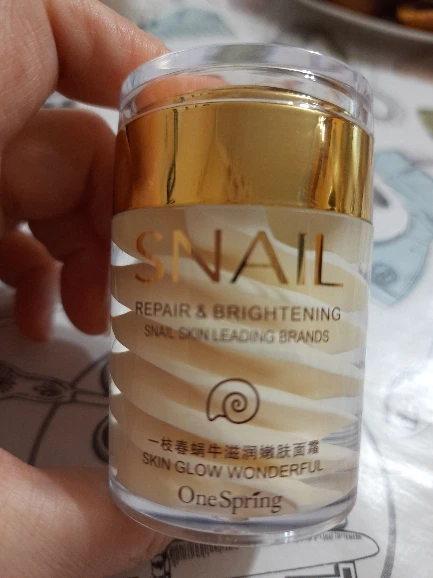 SNAIL
REPAIR & BRIGHTENING
SNAIL SKIN LEADING BRANDS
一枝春蜗牛滋润嫩肤面霜
SKIN GLOW WONDERFUL
OneSpring